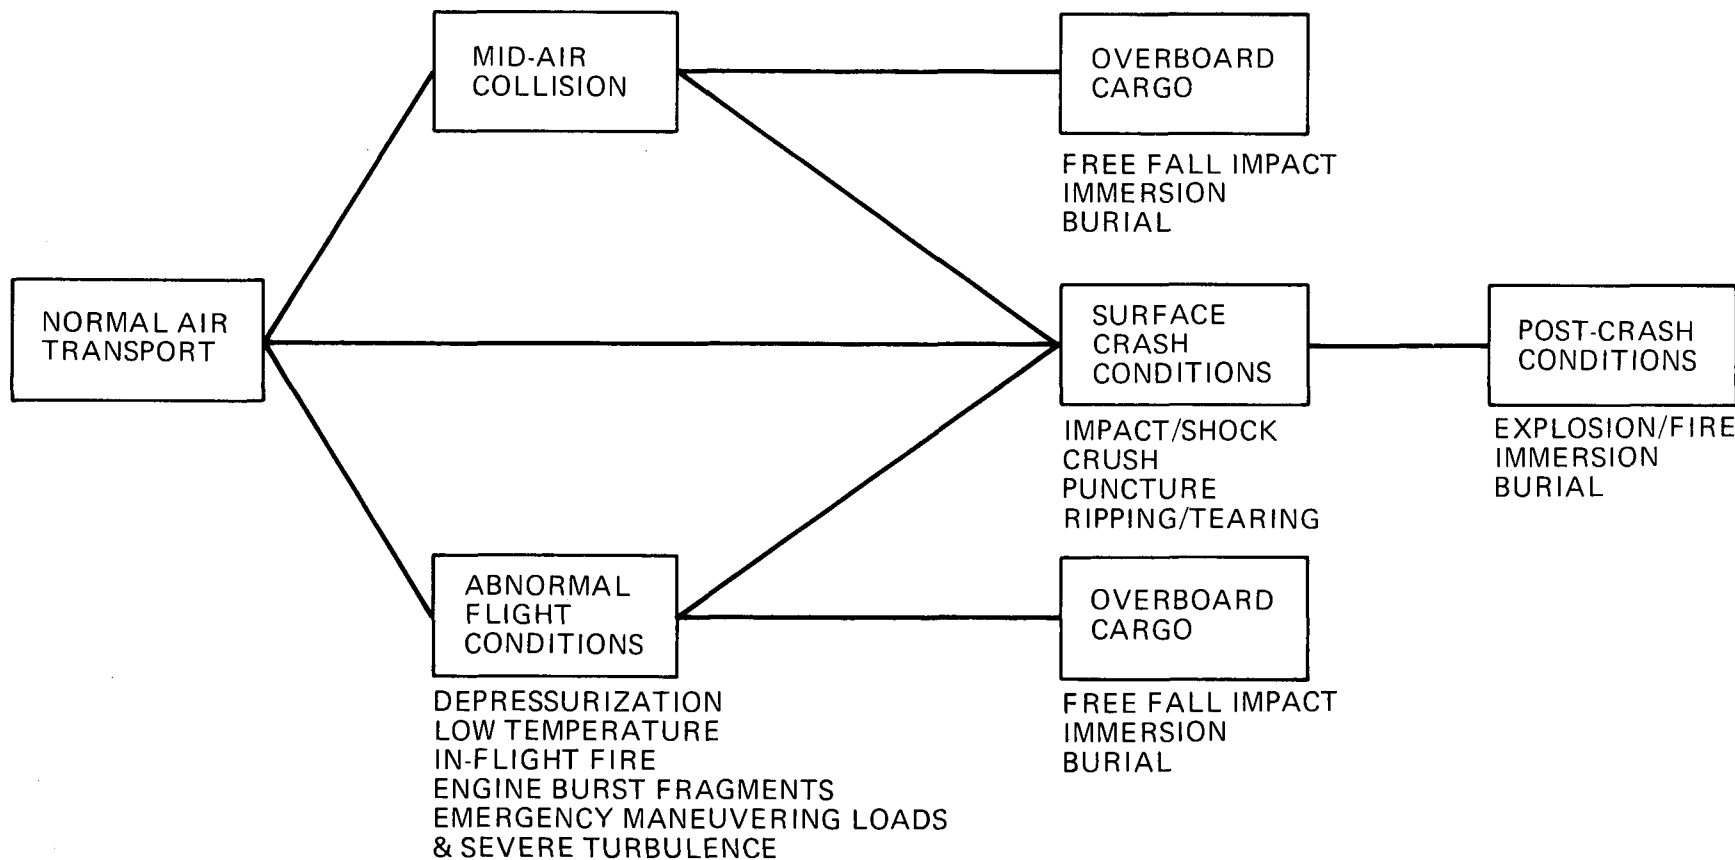 MID-AIR
COLLISION
OVERBOARD
CARGO
FREE FALL IMPACT
IMMERSION
BURIAL
NORMAL AIR
TRANSPORT
SURFACE
CRASH
CONDITIONS
IMPACT/SHOCK
CRUSH
PUNCTURE
RIPPING/TEARING
POST-CRASH
CONDITIONS
EXPLOSION/FIRE
IMMERSION
BURIAL
ABNORMAL
FLIGHT
CONDITIONS
DEPRESSURIZATION
LOW TEMPERATURE
IN-FLIGHT FIRE
ENGINE BURST FRAGMENTS
EMERGENCY MANEUVERING LOADS
& SEVERE TURBULENCE
OVERBOARD
CARGO
FREE FALL IMPACT
IMMERSION
BURIAL